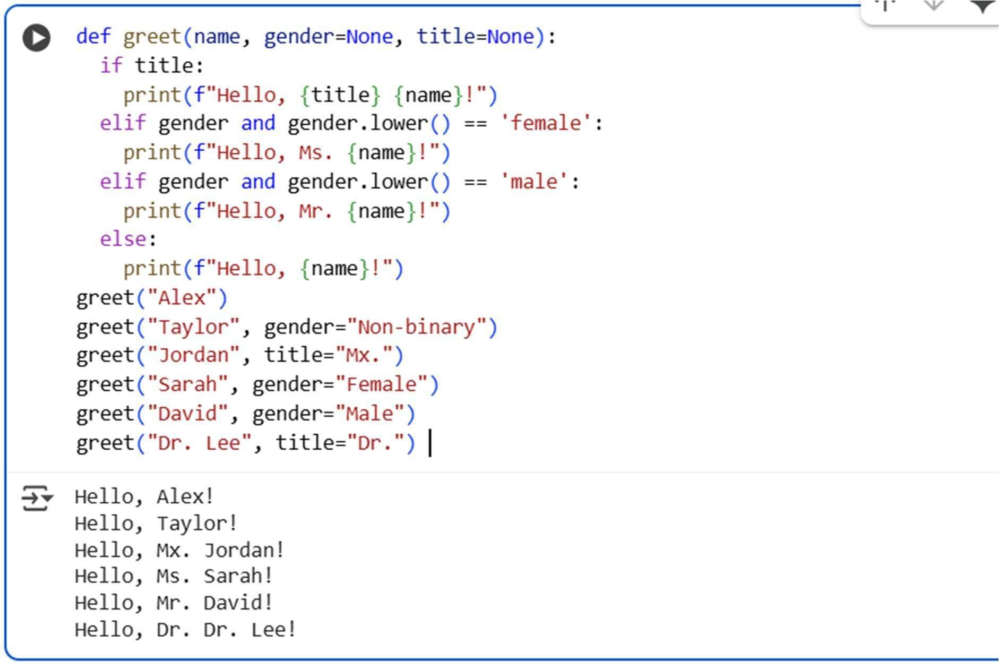 def greet(name, gender=None, title=None):
  if title:
    print(f"Hello, {title} {name}!")
  elif gender and gender.lower() == 'female':
    print(f"Hello, Ms. {name}!")
  elif gender and gender.lower() == 'male':
    print(f"Hello, Mr. {name}!")
  else:
    print(f"Hello, {name}!")
greet("Alex")
greet("Taylor", gender="Non-binary")
greet("Jordan", title="Mx.")
greet("Sarah", gender="Female")
greet("David", gender="Male")
greet("Dr. Lee", title="Dr.")
Hello, Alex!
Hello, Taylor!
Hello, Mx. Jordan!
Hello, Ms. Sarah!
Hello, Mr. David!
Hello, Dr. Dr. Lee!